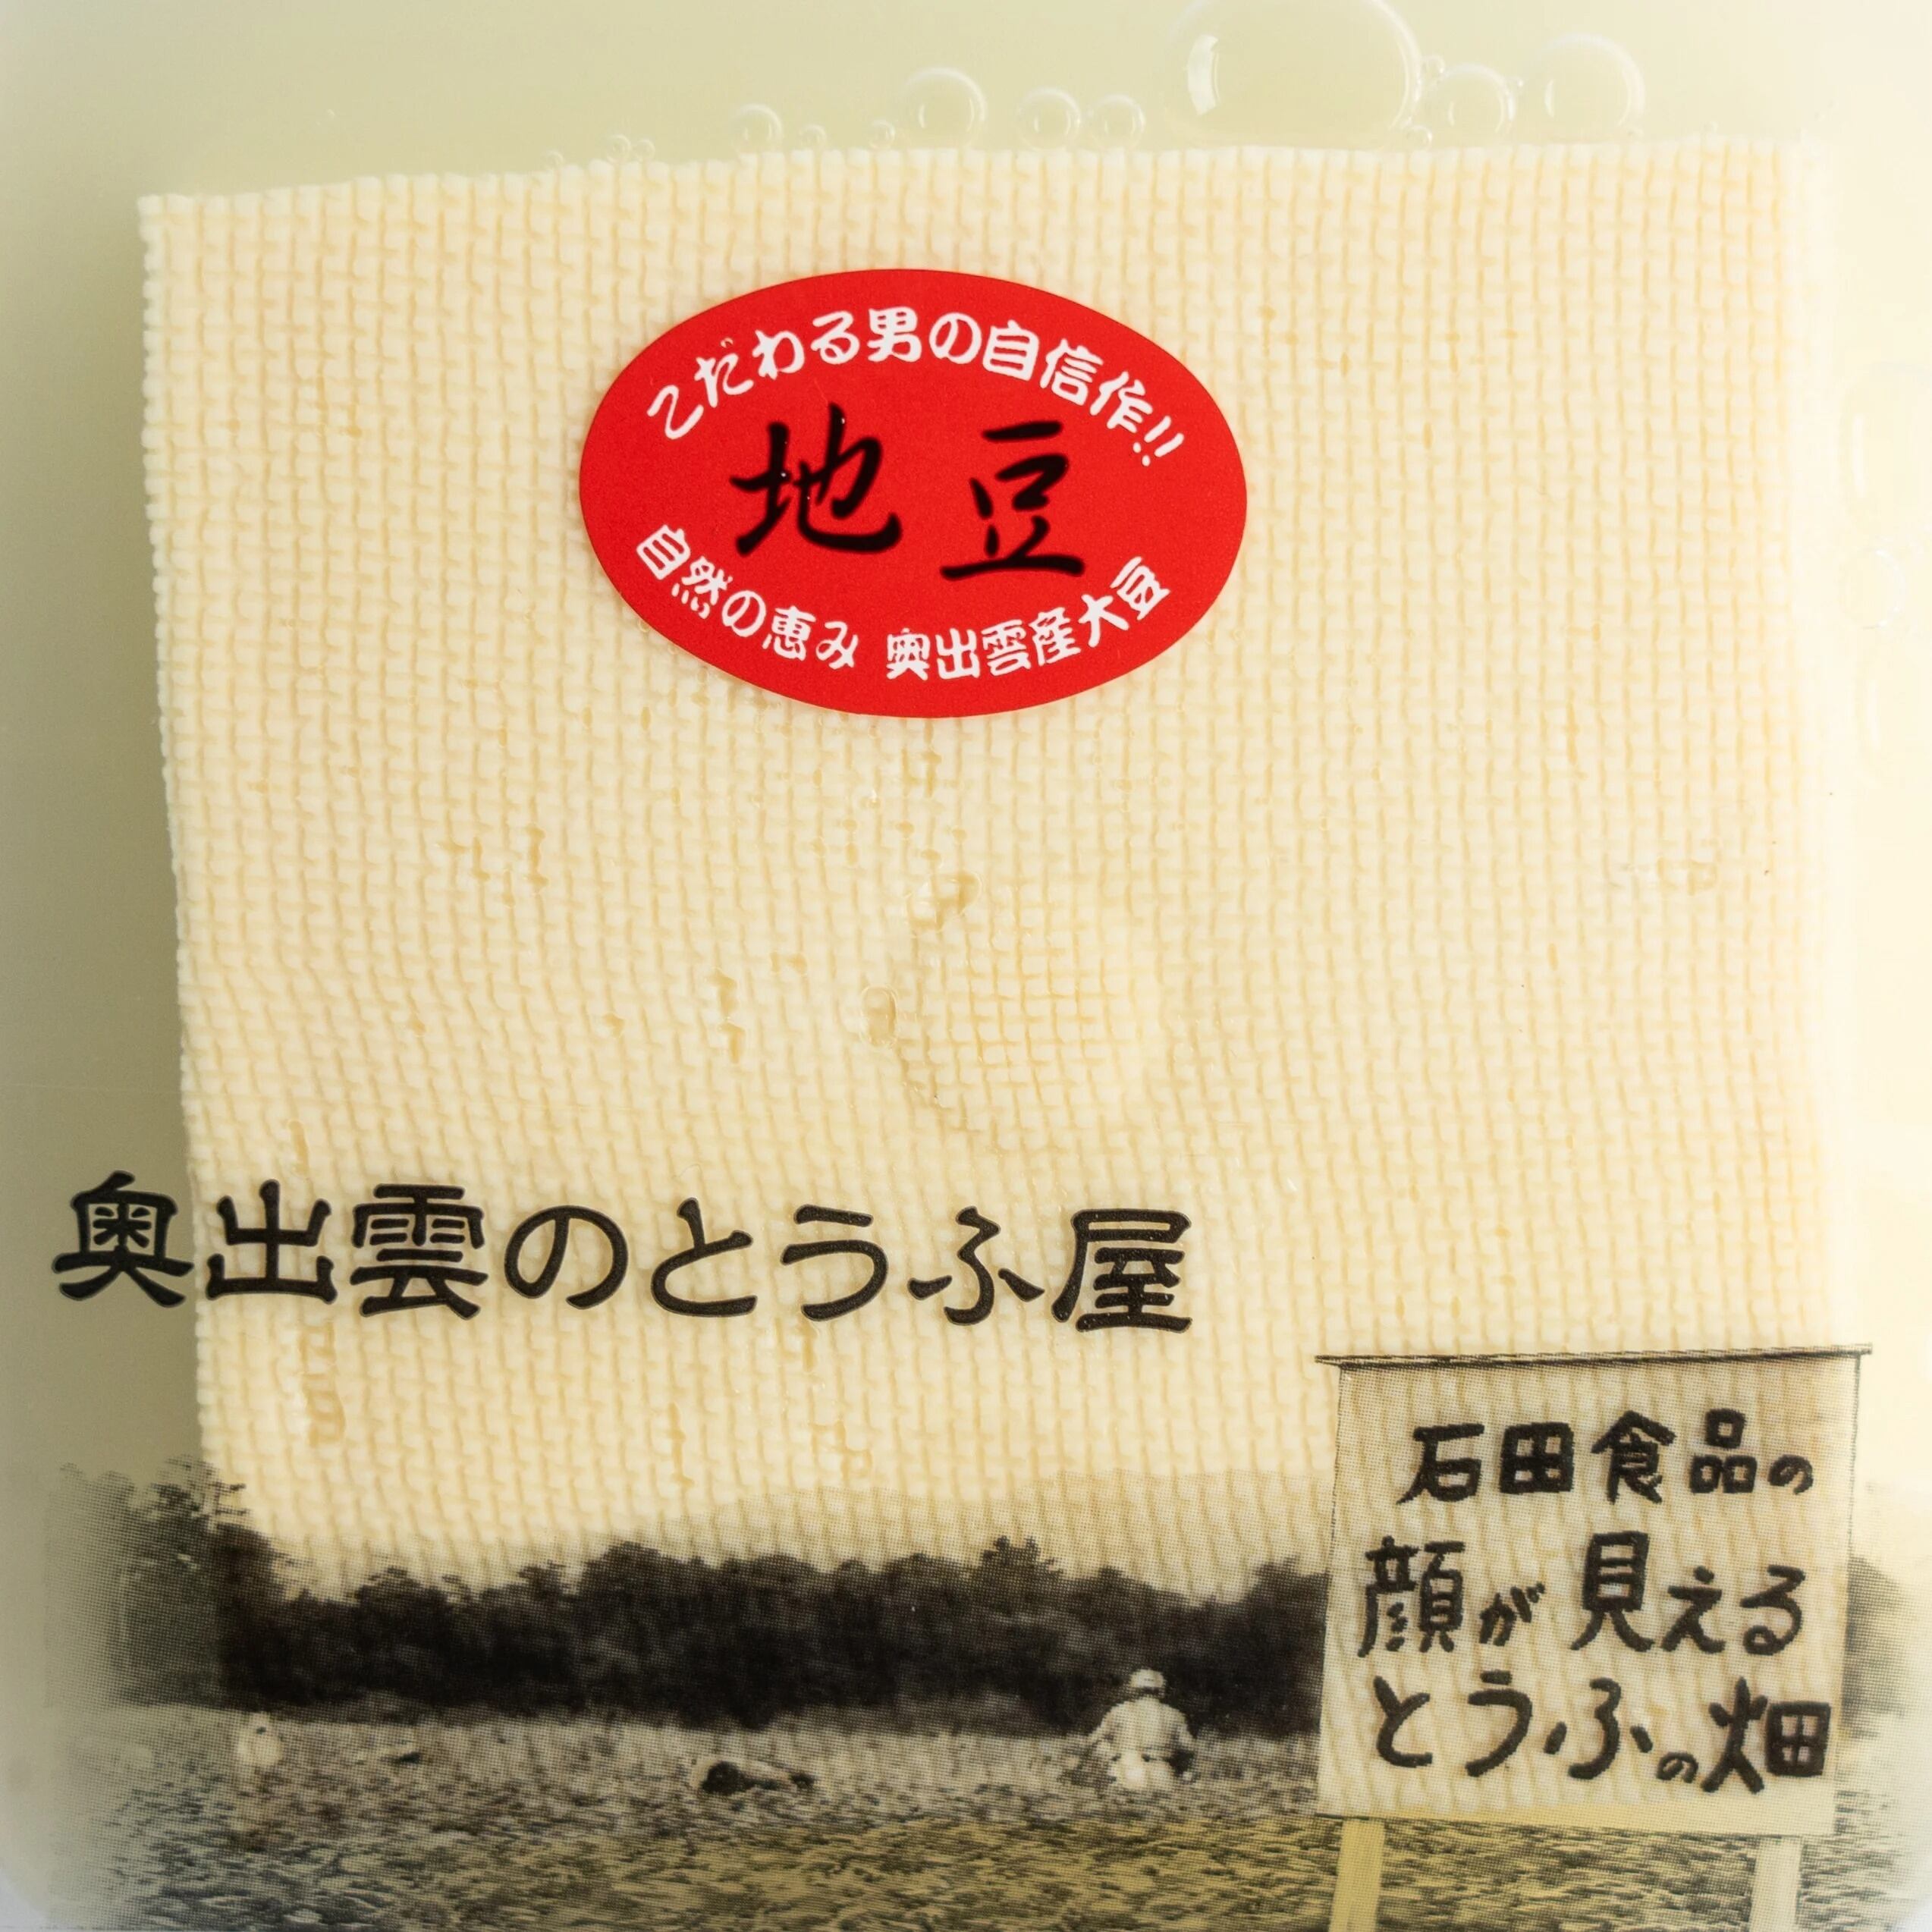 こだわる男の自信作!!
地豆
自然の恵み 奥出雲産大豆
奥出雲のとうふ屋
石田食品の
顔が見える
とうふの畑